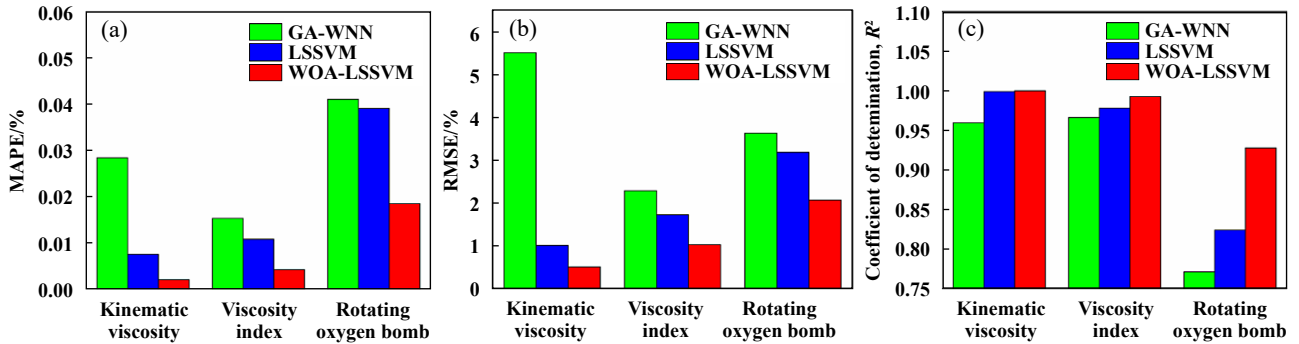 (a)
GA-WNN
LSSVM
WOA-LSSVM
MAPE/%
0.06
0.05
0.04
0.03
0.02
0.01
0.00
Kinematic
viscosity
Viscosity
index
Rotating
oxygen bomb
(b)
GA-WNN
LSSVM
WOA-LSSVM
RMSE/%
6
5
4
3
2
1
0
Kinematic
viscosity
Viscosity
index
Rotating
oxygen bomb
(c)
GA-WNN
LSSVM
WOA-LSSVM
Coefficient of detemination, R²
1.10
1.05
1.00
0.95
0.90
0.85
0.80
0.75
Kinematic
viscosity
Viscosity
index
Rotating
oxygen bomb